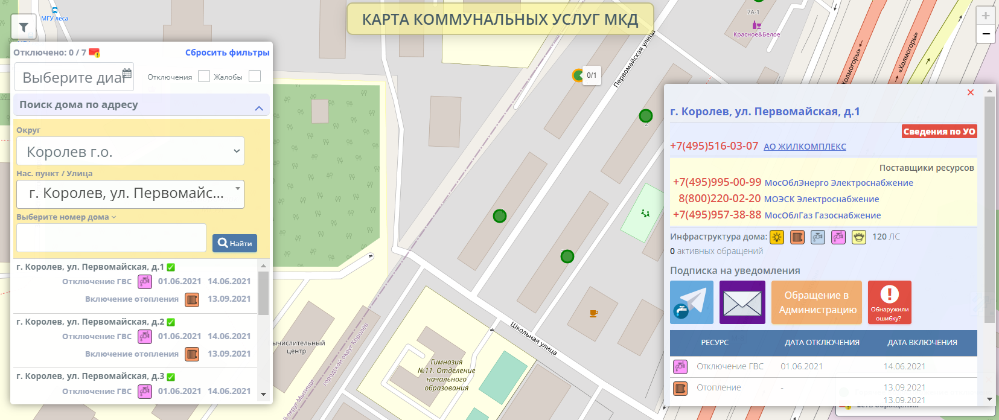 КАРТА КОММУНАЛЬНЫХ УСЛУГ МКД
МГУ леса
7А-1
Красное&Белое
Первомайская улица
0/1
2
Холмогоры»
«Холмогоры»
Школьная улица
городской округ Королев
округ Мытищи
вычислительный
центр
Гимназия
№11. Отделение
начального
образования
Отключено: 0 / 7
Сбросить фильтры
Выберите диаг
Отключения
Жалобы
Поиск дома по адресу
Округ
Королев г.о.
Нас. пункт / Улица
г. Королев, ул. Первомайс...
Выберите номер дома
Найти
г. Королев, ул. Первомайская, д.1
Отключение ГВС 01.06.2021 14.06.2021
Включение отопления 13.09.2021
г. Королев, ул. Первомайская, д.2
Отключение ГВС 01.06.2021 14.06.2021
Включение отопления 13.09.2021
г. Королев, ул. Первомайская, д.3
Отключение ГВС 01.06.2021 14.06.2021
+
−
г. Королев, ул. Первомайская, д.1
Сведения по УО
+7(495)516-03-07 АО ЖИЛКОМПЛЕКС
Поставщики ресурсов
+7(495)995-00-99 МосОблЭнерго Электроснабжение
8(800)220-02-20 МОЭСК Электроснабжение
+7(495)957-38-88 МосОблГаз Газоснабжение
Инфраструктура дома: 120 ЛС
0 активных обращений
Подписка на уведомления
Обращение в
Администрацию
Обнаружили
ошибку?
РЕСУРС ДАТА ОТКЛЮЧЕНИЯ ДАТА ВКЛЮЧЕНИЯ
Отключение ГВС 01.06.2021 14.06.2021
Отопление - 13.09.2021
13.09.2021